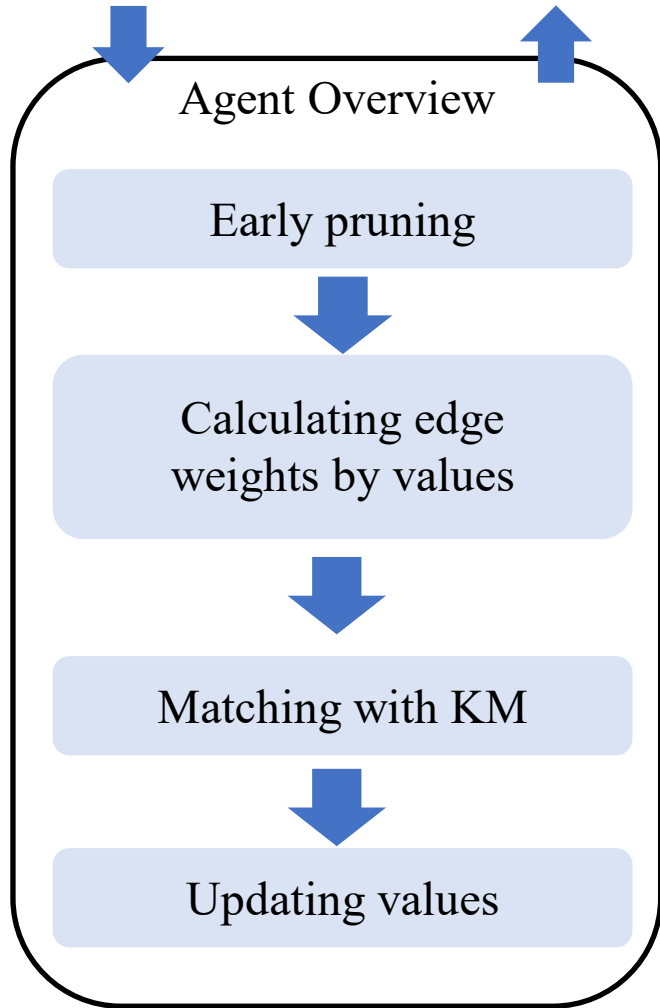 Agent Overview
Early pruning
Calculating edge
weights by values
Matching with KM
Updating values